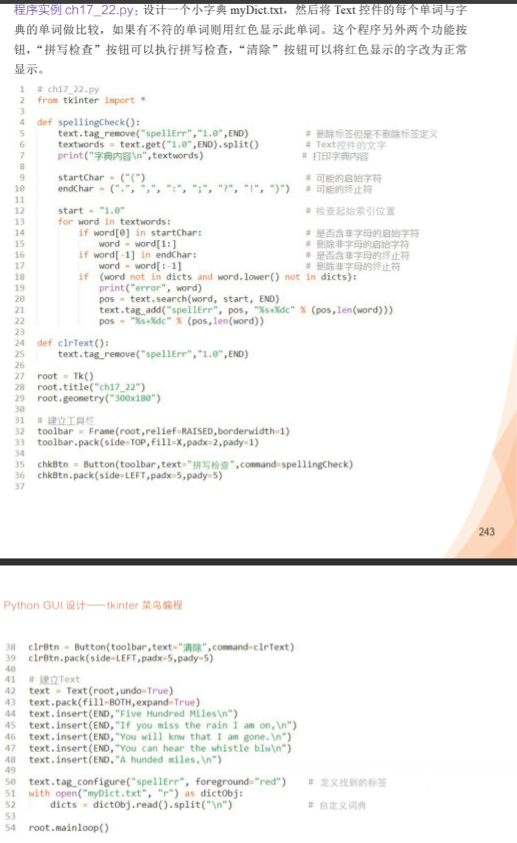 程序实例 ch17_22.py：设计一个小字典 myDict.txt，然后将 Text 控件的每个单词与字
典的单词做比较，如果有不符的单词则用红色显示此单词。这个程序另外两个功能按
钮，“拼写检查”按钮可以执行拼写检查，“清除”按钮可以将红色显示的字改为正常
显示。
1 # ch17_22.py
2 from tkinter import *
3
4 def spellingCheck():
5 text.tag_remove("spellErr","1.0",END) # 删除标签但是不删除标签定义
6 textwords = text.get("1.0",END).split() # Text控件的文字
7 print("字典内容\n",textwords) # 打印字典内容
8
9 startChar = ("(") # 可能的启始字符
10 endChar = (".", ",", ":", ";", "?", "!", ")") # 可能的终止符
11
12 start = "1.0" # 检查起始索引位置
13 for word in textwords:
14 if word[0] in startChar: # 是否含非字母的启始字符
15 word = word[1:] # 删除非字母的启始字符
16 if word[-1] in endChar: # 是否含非字母的终止符
17 word = word[:-1] # 删除非字母的终止符
18 if (word not in dicts and word.lower() not in dicts):
19 print("error", word)
20 pos = text.search(word, start, END)
21 text.tag_add("spellErr", pos, "%s+%dc" % (pos,len(word)))
22 pos = "%s+%dc" % (pos,len(word))
23
24 def clrText():
25 text.tag_remove("spellErr","1.0",END)
26
27 root = Tk()
28 root.title("ch17_22")
29 root.geometry("300x180")
30
31 # 建立工具栏
32 toolbar = Frame(root,relief=RAISED,borderwidth=1)
33 toolbar.pack(side=TOP,fill=X,padx=2,pady=1)
34
35 chkBtn = Button(toolbar,text="拼写检查",command=spellingCheck)
36 chkBtn.pack(side=LEFT,padx=5,pady=5)
37
243
Python GUI 设计——tkinter 菜鸟编程
38 clrBtn = Button(toolbar,text="清除",command=clrText)
39 clrBtn.pack(side=LEFT,padx=5,pady=5)
40
41 # 建立Text
42 text = Text(root,undo=True)
43 text.pack(fill=BOTH,expand=True)
44 text.insert(END,"Five Hundred Miles\n")
45 text.insert(END,"If you miss the rain I am on,\n")
46 text.insert(END,"You will knw that I am gone.\n")
47 text.insert(END,"You can hear the whistle blw\n")
48 text.insert(END,"A hunded miles,\n")
49
50 text.tag_configure("spellErr", foreground="red") # 定义找到的标签
51 with open("myDict.txt", "r") as dictObj:
52 dicts = dictObj.read().split("\n") # 自定义词典
53
54 root.mainloop()